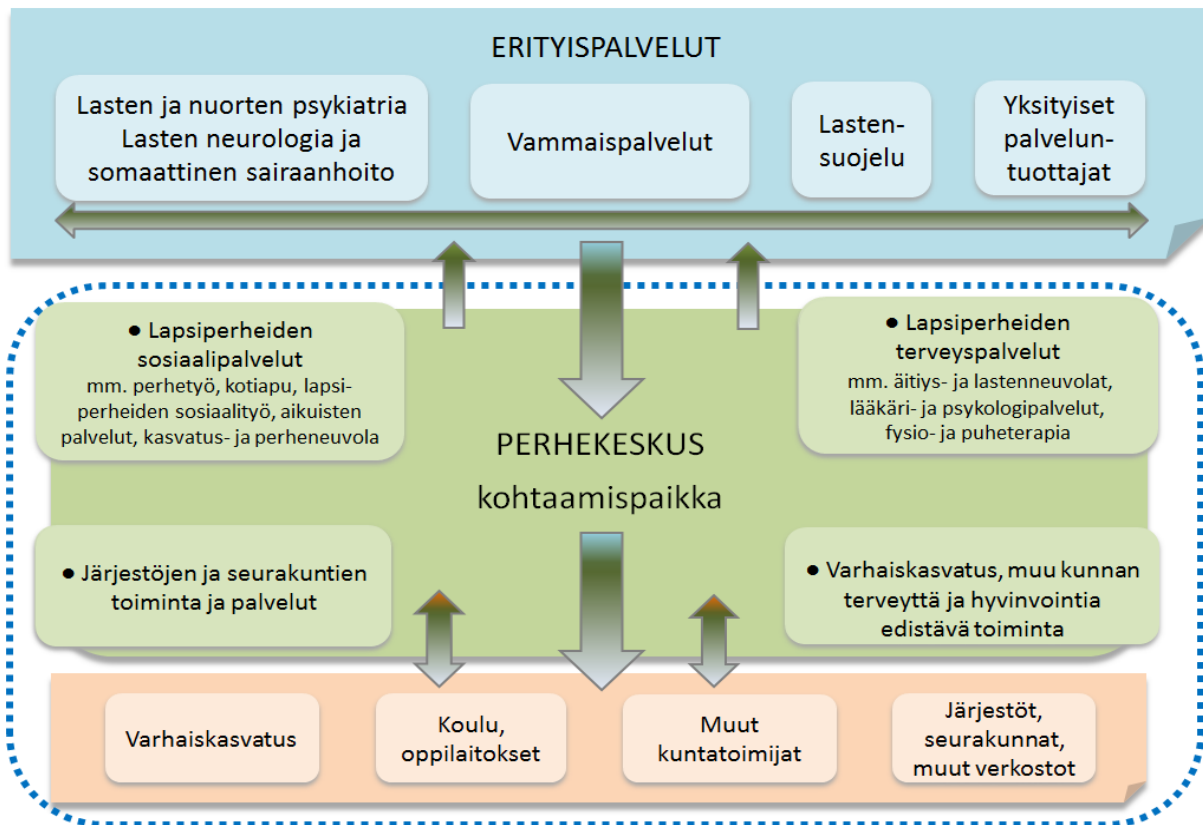 ERITYISPALVELUT
Lasten ja nuorten psykiatria
Lasten neurologia ja
somaattinen sairaanhoito
Vammaispalvelut
Lasten-
suojelu
Yksityiset
palvelun-
tuottajat
● Lapsiperheiden
sosiaalipalvelut
mm. perhetyö, kotiapu, lapsi-
perheiden sosiaalityö, aikuisten
palvelut, kasvatus- ja perheneuvola
● Lapsiperheiden
terveyspalvelut
mm. äitiys- ja lastenneuvolat,
lääkäri- ja psykologipalvelut,
fysio- ja puheterapia
PERHEKESKUS
kohtaamispaikka
● Järjestöjen ja seurakuntien
toiminta ja palvelut
● Varhaiskasvatus, muu kunnan
terveyttä ja hyvinvointia
edistävä toiminta
Varhaiskasvatus
Koulu,
oppilaitokset
Muut
kuntatoimijat
Järjestöt,
seurakunnat,
muut verkostot